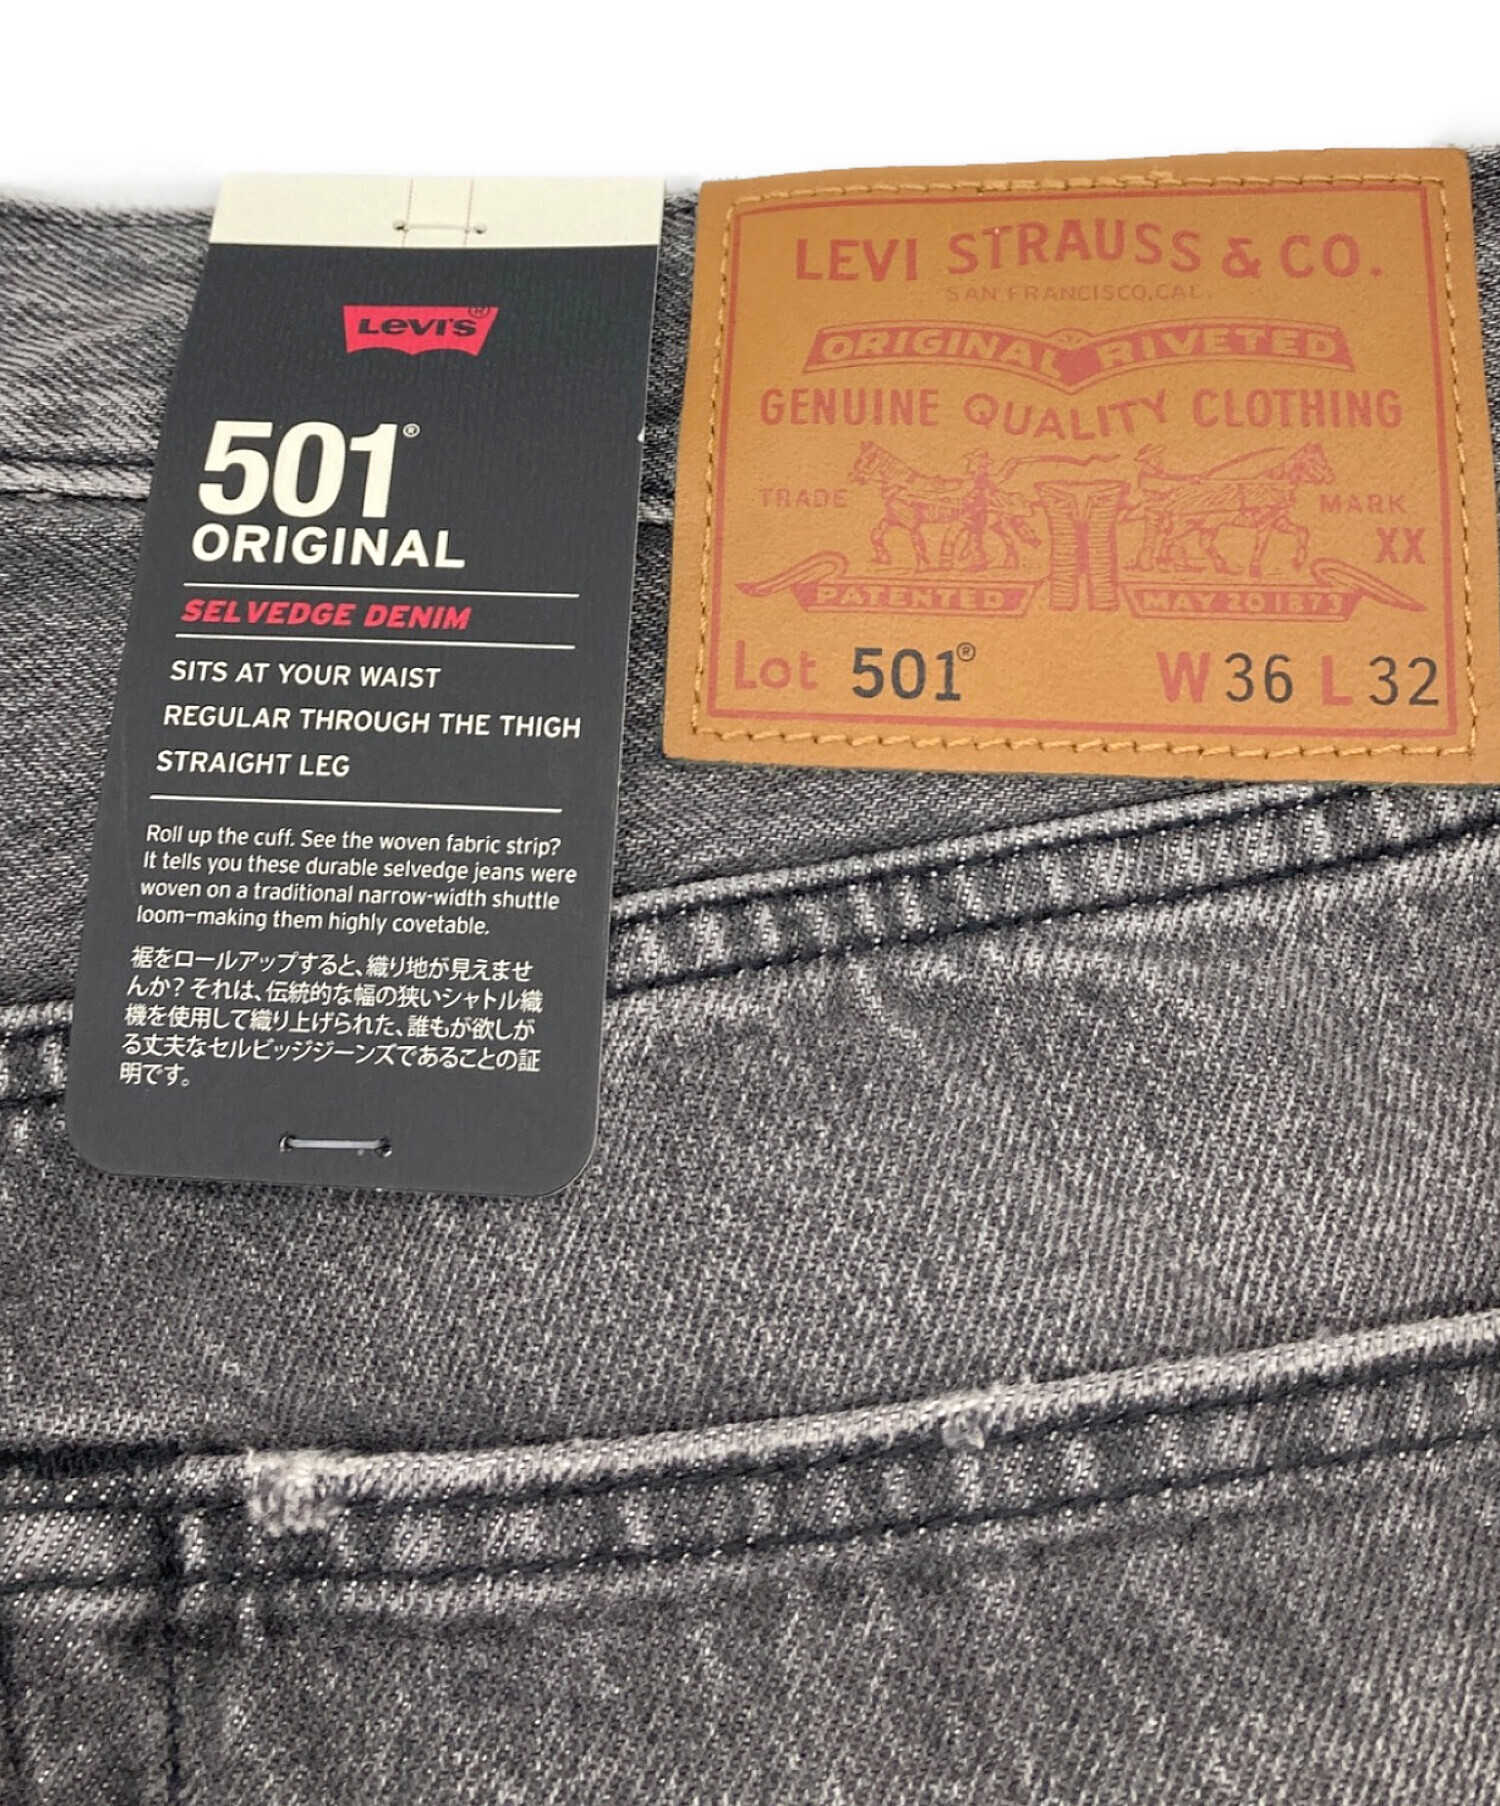 LEVI'S®
501®
ORIGINAL
SELVEDGE DENIM
SITS AT YOUR WAIST
REGULAR THROUGH THE THIGH
STRAIGHT LEG
Roll up the cuff. See the woven fabric strip?
It tells you these durable selvedge jeans were
woven on a traditional narrow-width shuttle
loom—making them highly covetable.
裾をロールアップすると、織り地が見えませ
んか? それは、伝統的な幅の狭いシャトル織
機を使用して織り上げられた、誰もが欲しが
る丈夫なセルビッジジーンズであることの証
明です。
LEVI STRAUSS & CO.
SAN FRANCISCO, CAL.
ORIGINAL RIVETED
GENUINE QUALITY CLOTHING
TRADE MARK
XX
PATENTED MAY 20 1873
Lot 501® W 36 L 32